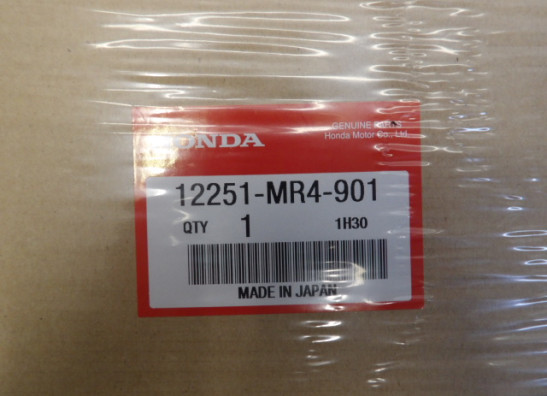 HONDA
GENUINE PARTS
Honda Motor Co., Ltd.
12251-MR4-901
QTY 1 1H30
MADE IN JAPAN